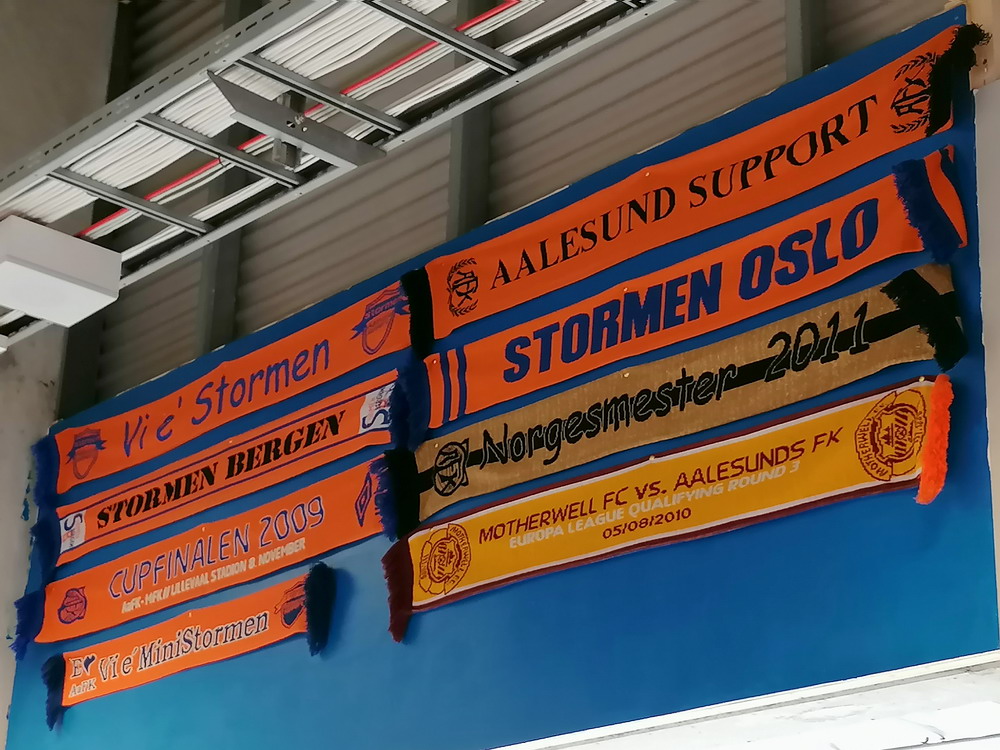 Vi e' Stormen
STORMEN BERGEN
CUPFINALEN 2009
AaFK - MFK // ULLEVAAL STADION 8. NOVEMBER
E♥
AaFK
Vi e' MiniStormen
AALESUND SUPPORT
STORMEN OSLO
Norgesmester 2011
MOTHERWELL FC VS. AALESUNDS FK
EUROPA LEAGUE QUALIFYING ROUND 3
05/08/2010
MOTHERWELL